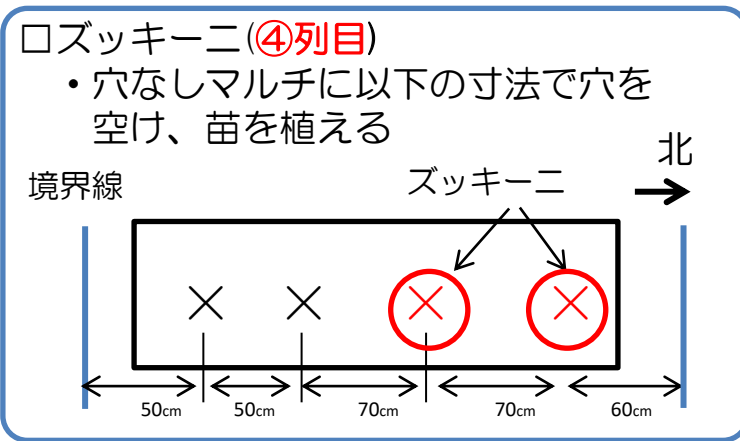 □ズッキーニ(④列目)
・穴なしマルチに以下の寸法で穴を
空け、苗を植える
北
境界線
ズッキーニ
50cm 50cm 70cm 70cm 60cm